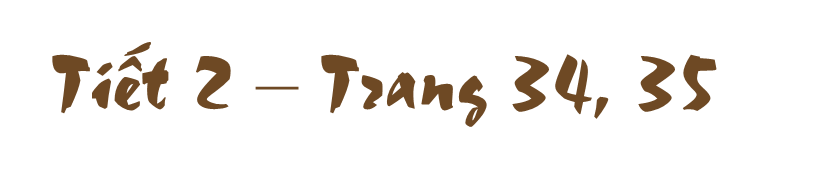 Tiết 2 – Trang 34, 35